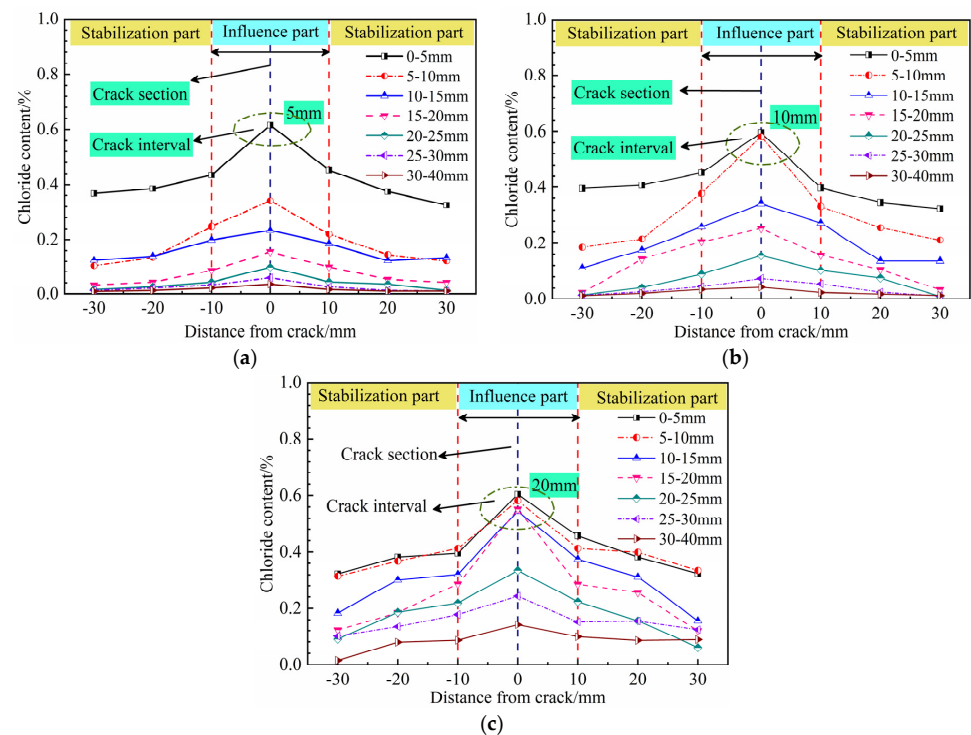 Stabilization part Influence part Stabilization part
1.0
0-5mm
0.8
5-10mm
Crack section
10-15mm
5mm
15-20mm
0.6
20-25mm
Crack interval
25-30mm
30-40mm
0.4
0.2
0.0
Chloride content/%
-30 -20 -10 0 10 20 30
Distance from crack/mm
(a)
Stabilization part Influence part Stabilization part
1.0
0-5mm
5-10mm
0.8
Crack section
10-15mm
10mm
15-20mm
0.6
Crack interval
20-25mm
25-30mm
30-40mm
0.4
0.2
0.0
Chloride content/%
-30 -20 -10 0 10 20 30
Distance from crack/mm
(b)
1.0
Stabilization part Influence part Stabilization part
0-5mm
5-10mm
0.8
Crack section
10-15mm
15-20mm
20mm
0.6
Crack interval
20-25mm
25-30mm
30-40mm
0.4
0.2
0.0
Chloride content/%
-30 -20 -10 0 10 20 30
Distance from crack/mm
(c)